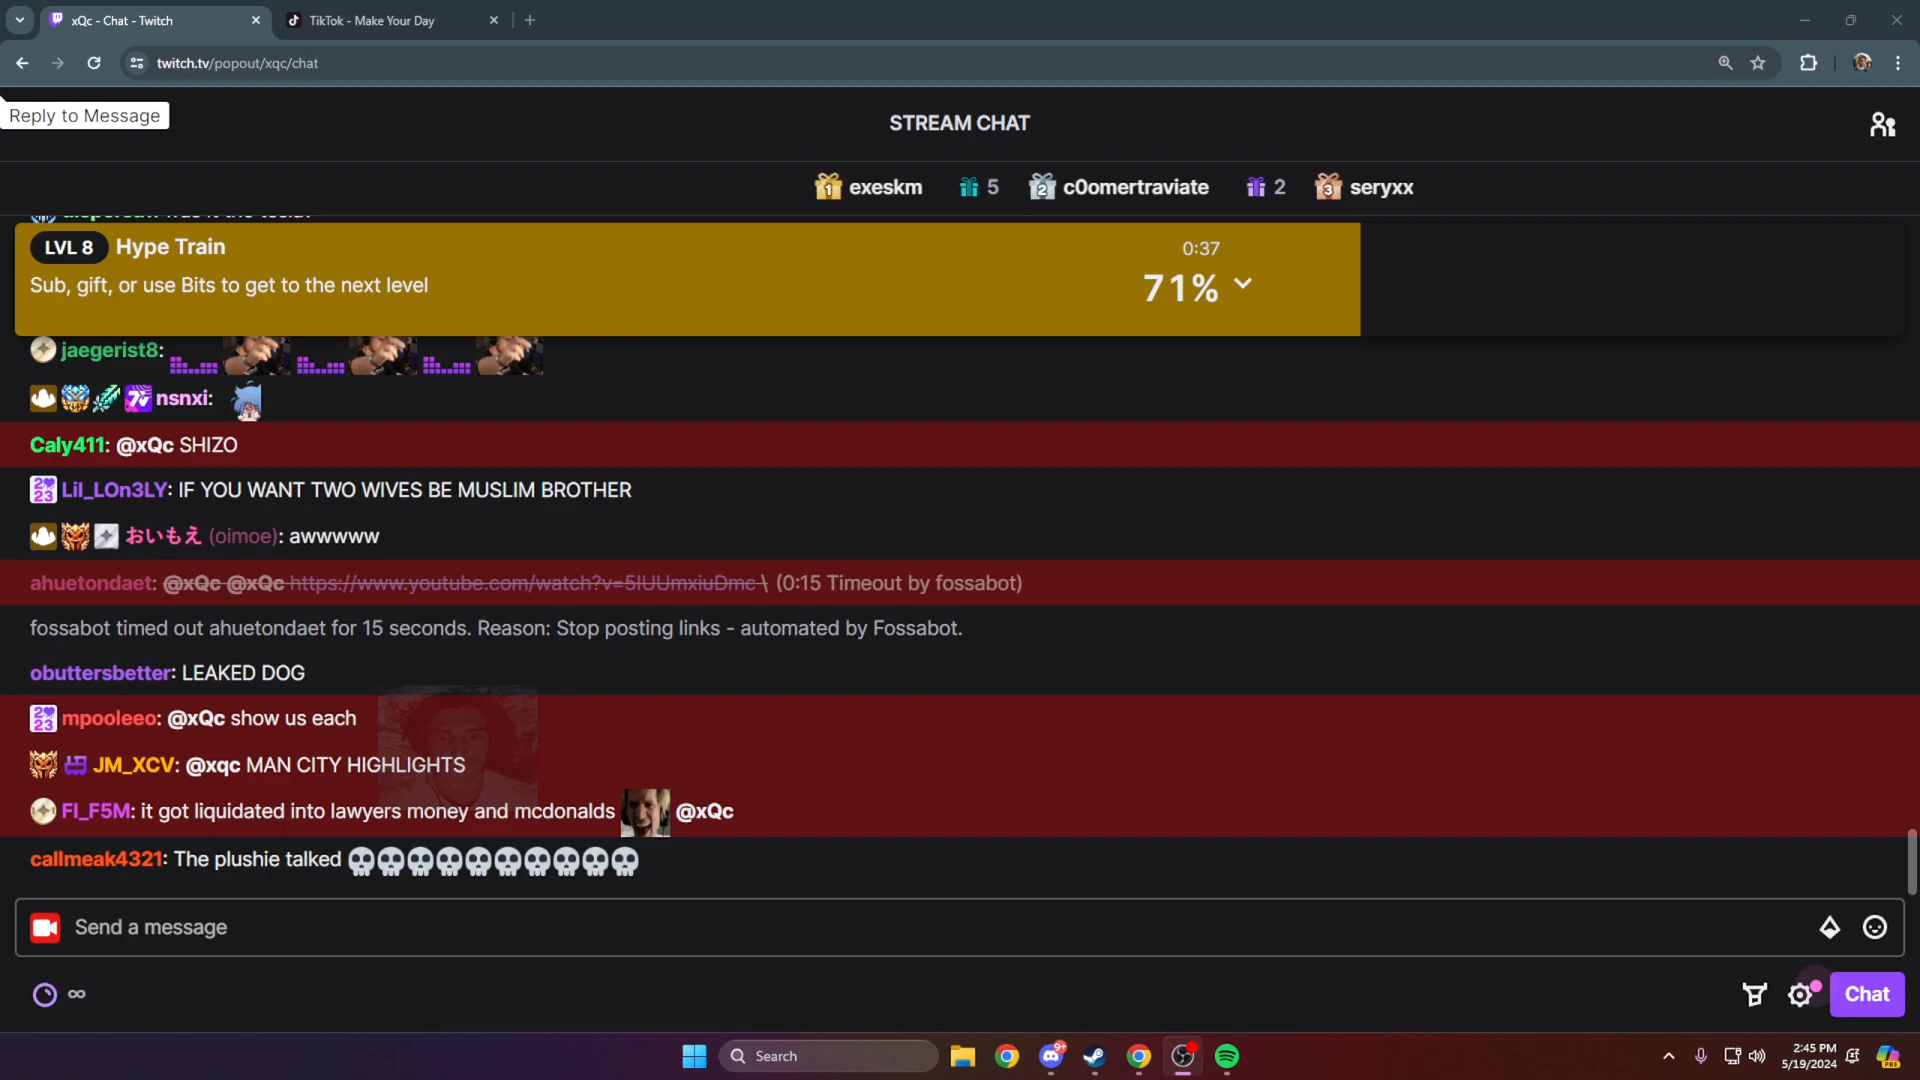 xQc - Chat - Twitch
TikTok - Make Your Day
twitch.tv/popout/xqc/chat
Reply to Message
STREAM CHAT
1 exeskm 5 2 c0omertraviate 2 3 seryxx
LVL 8 Hype Train
0:37
Sub, gift, or use Bits to get to the next level
71%
jaegerist8:
nsnxi:
Caly411: @xQc SHIZO
Lil_LOn3LY: IF YOU WANT TWO WIVES BE MUSLIM BROTHER
おいもえ (oimoe): awwwww
ahuetondaet: @xQc @xQc https://www.youtube.com/watch?v=5IUUmxiuDmc \ (0:15 Timeout by fossabot)
fossabot timed out ahuetondaet for 15 seconds. Reason: Stop posting links - automated by Fossabot.
obuttersbetter: LEAKED DOG
mpooleeo: @xQc show us each
JM_XCV: @xqc MAN CITY HIGHLIGHTS
FI_F5M: it got liquidated into lawyers money and mcdonalds @xQc
callmeak4321: The plushie talked 💀💀💀💀💀💀💀💀💀💀
Send a message
∞
Chat
Search
9+
2:45 PM
5/19/2024
PRE